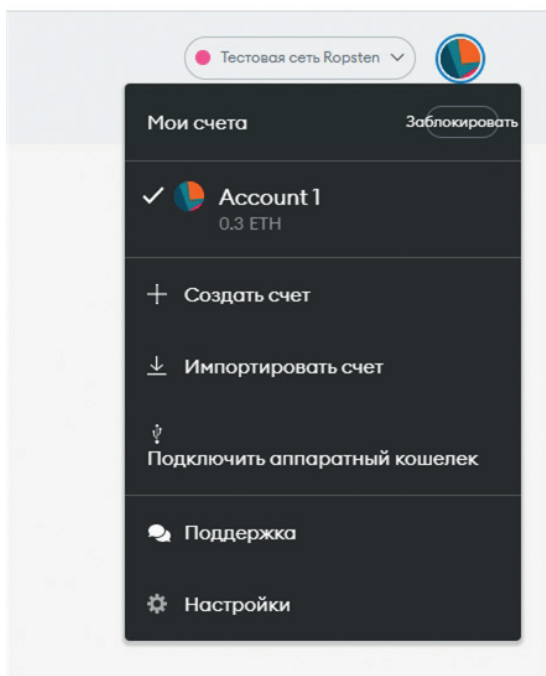 Тестовая сеть Ropsten
Мои счета
Заблокировать
Account 1
0.3 ETH
Создать счет
Импортировать счет
Подключить аппаратный кошелек
Поддержка
Настройки